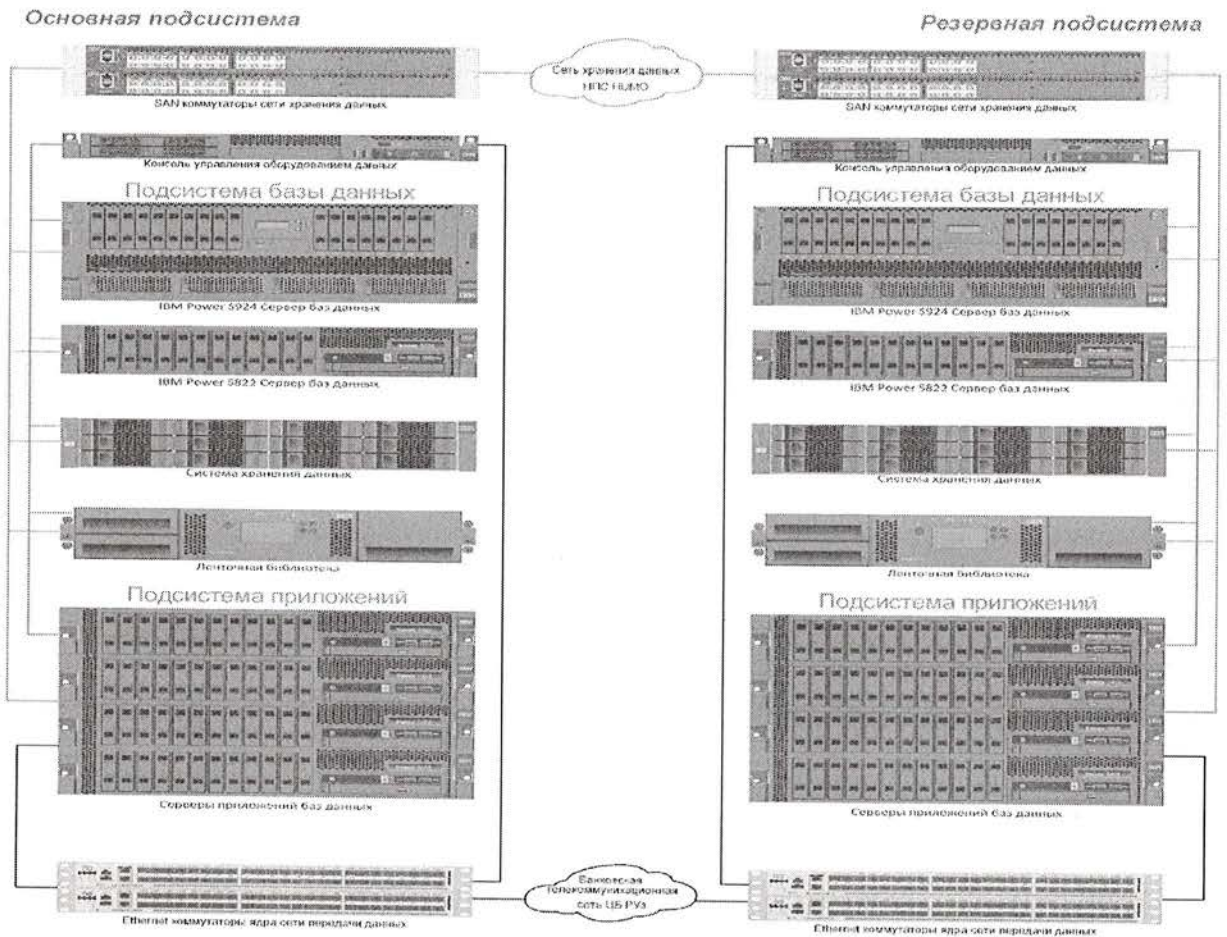 Основная подсистема
Резервная подсистема
SAN коммутаторы сети хранения данных
Сеть хранения данных
SAN коммутаторы сети хранения данных
Консоль управления оборудованием данных
Консоль управления оборудованием данных
Подсистема базы данных
Подсистема базы данных
IBM Power S924 Сервер баз данных
IBM Power S924 Сервер баз данных
IBM Power S822 Сервер баз данных
IBM Power S822 Сервер баз данных
Система хранения данных
Система хранения данных
Ленточная библиотека
Ленточная библиотека
Подсистема приложений
Подсистема приложений
Серверы приложений баз данных
Серверы приложений баз данных
Банковская
телекоммуникационная
сеть ЦБ РУз
Ethernet коммутаторы ядра сети передачи данных
Ethernet коммутаторы ядра сети передачи данных